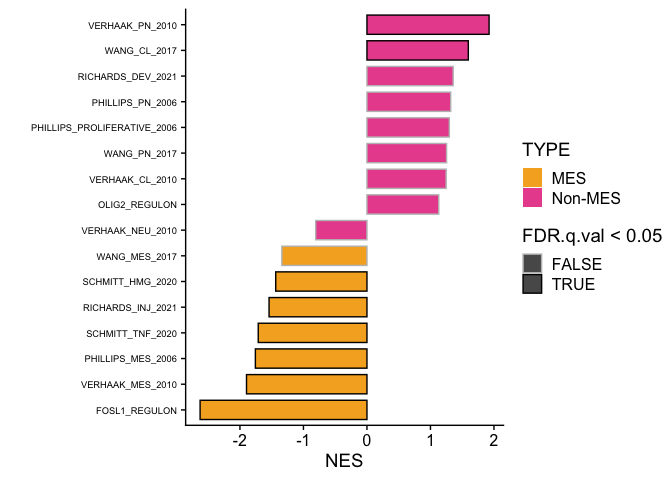 VERHAAK_PN_2010
WANG_CL_2017
RICHARDS_DEV_2021
PHILLIPS_PN_2006
PHILLIPS_PROLIFERATIVE_2006
WANG_PN_2017
VERHAAK_CL_2010
OLIG2_REGULON
VERHAAK_NEU_2010
WANG_MES_2017
SCHMITT_HMG_2020
RICHARDS_INJ_2021
SCHMITT_TNF_2020
PHILLIPS_MES_2006
VERHAAK_MES_2010
FOSL1_REGULON
-2 -1 0 1 2
NES
TYPE
MES
Non-MES
FDR.q.val < 0.05
FALSE
TRUE